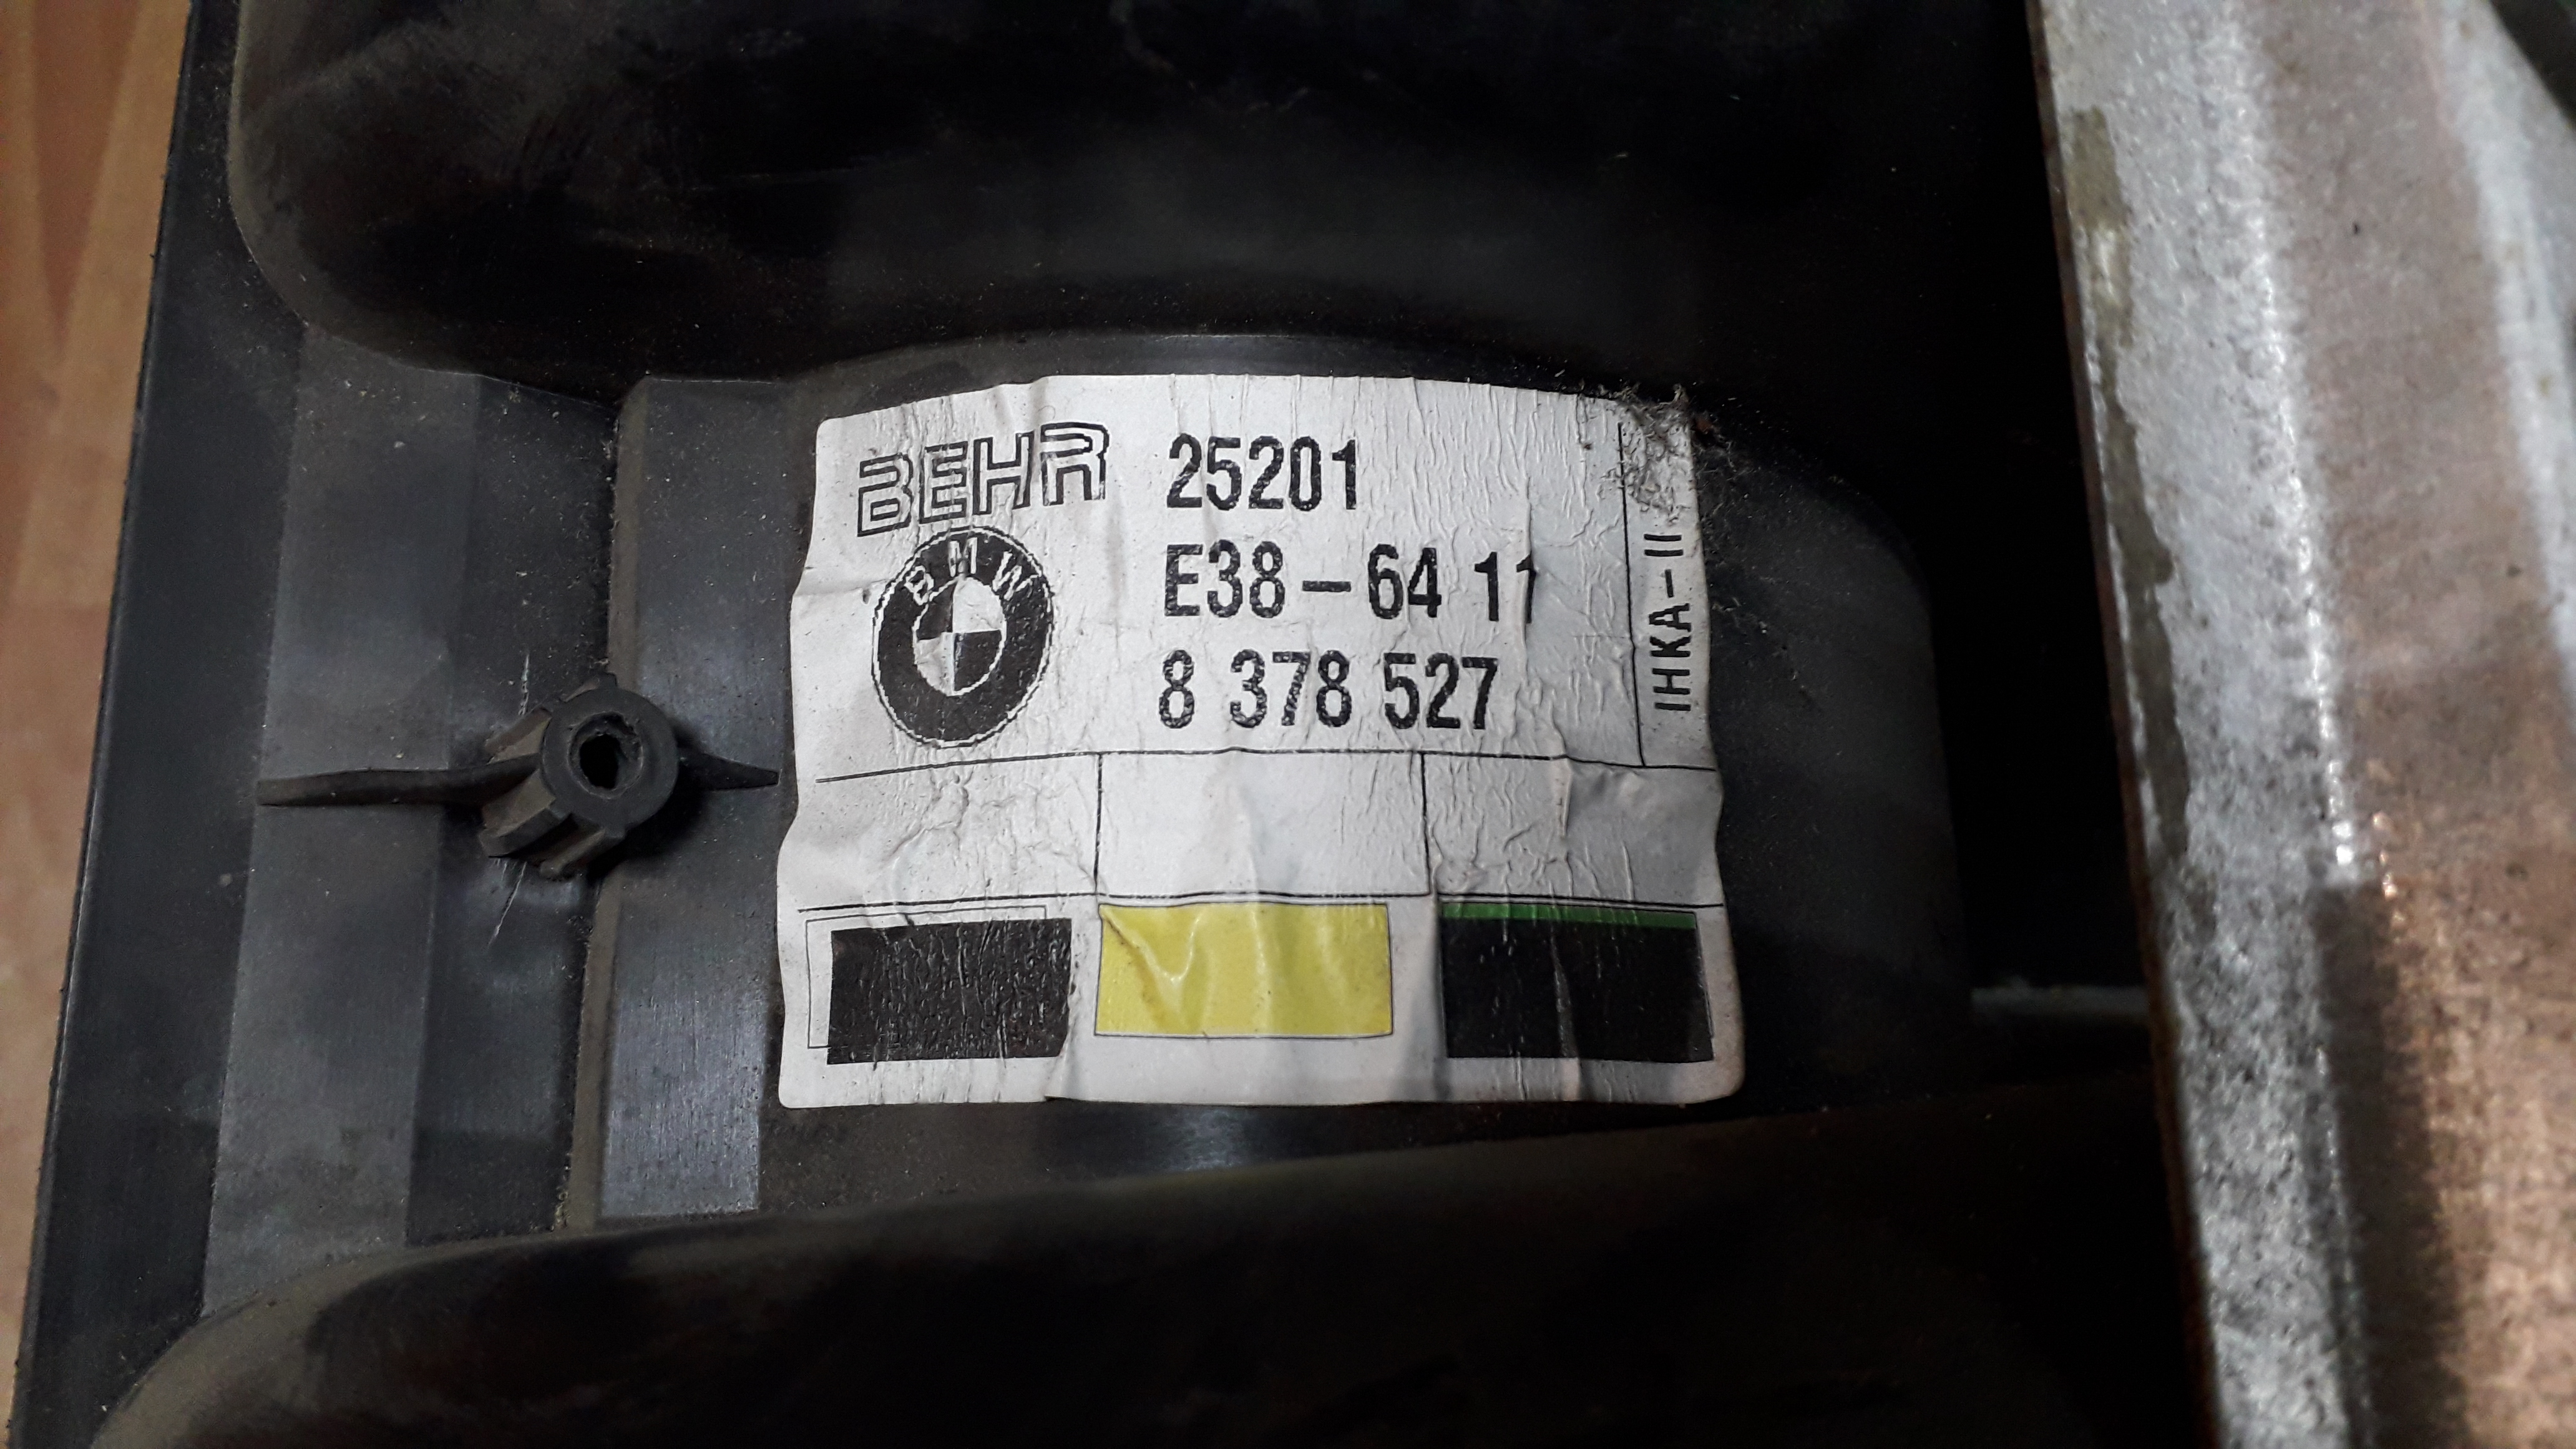 BEHR 25201
BMW
E38-64 11
8 378 527
IHKA-II